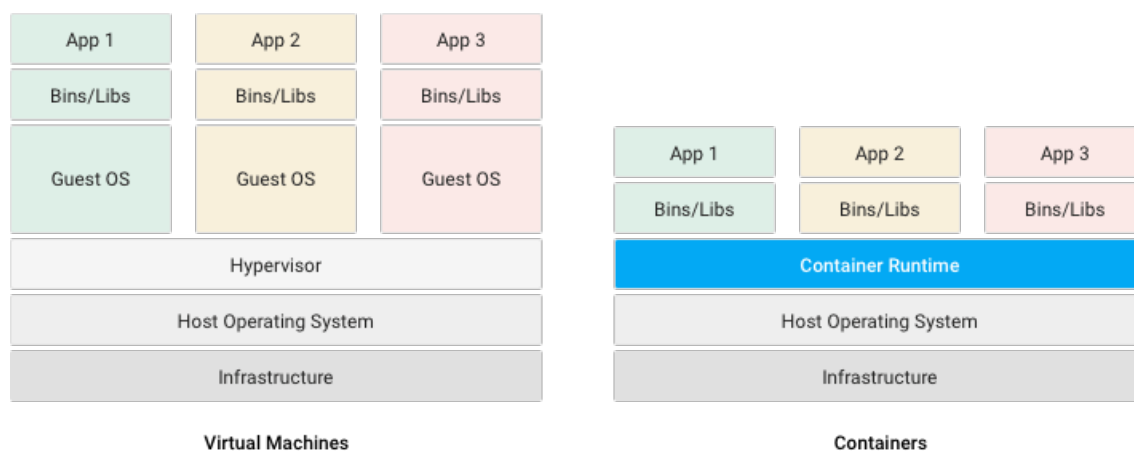 App 1
App 2
App 3
Bins/Libs
Bins/Libs
Bins/Libs
Guest OS
Guest OS
Guest OS
Hypervisor
Host Operating System
Infrastructure
Virtual Machines
App 1
App 2
App 3
Bins/Libs
Bins/Libs
Bins/Libs
Container Runtime
Host Operating System
Infrastructure
Containers